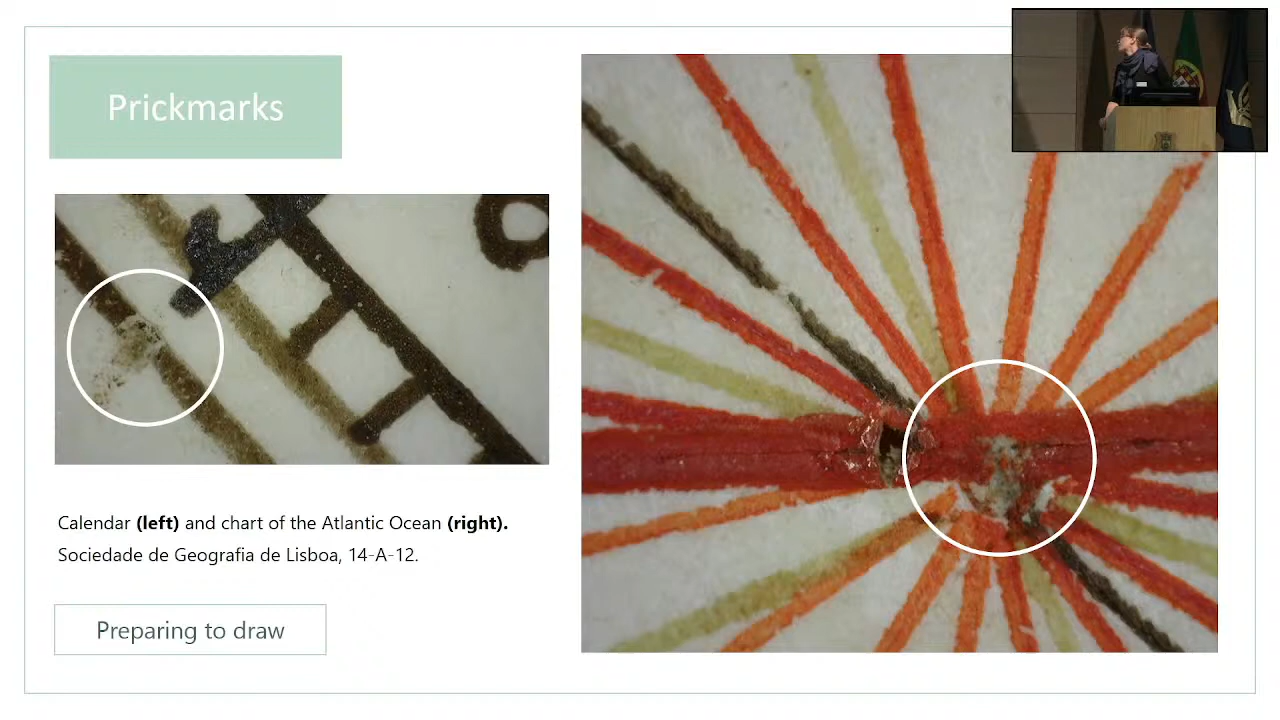 Prickmarks
Calendar (left) and chart of the Atlantic Ocean (right).
Sociedade de Geografia de Lisboa, 14-A-12.
Preparing to draw